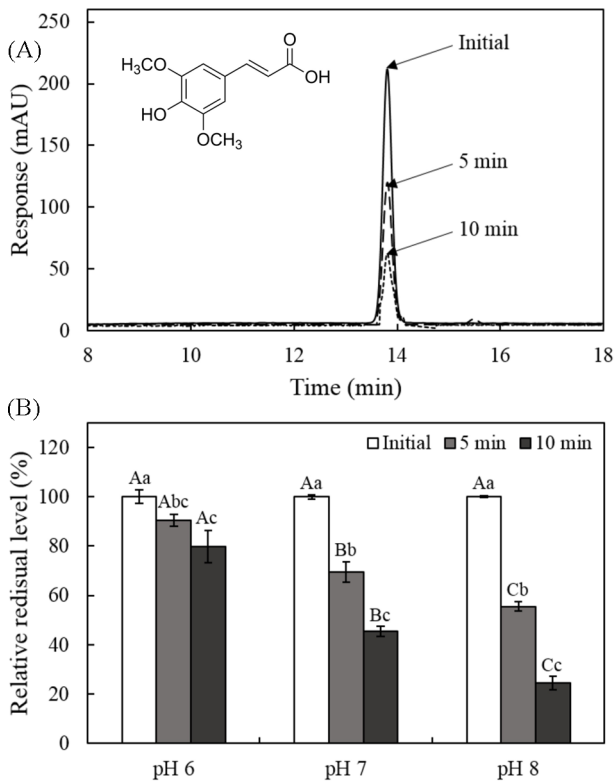 (A)
250
200
150
100
50
0
Response (mAU)
H₃CO
HO
OCH₃
O
OH
Initial
5 min
10 min
8 10 12 14 16 18
Time (min)
(B)
Relative redisual level (%)
120
100
80
60
40
20
0
Initial 5 min 10 min
Aa Abc Ac
Aa Bb Bc
Aa Cb Cc
pH 6 pH 7 pH 8